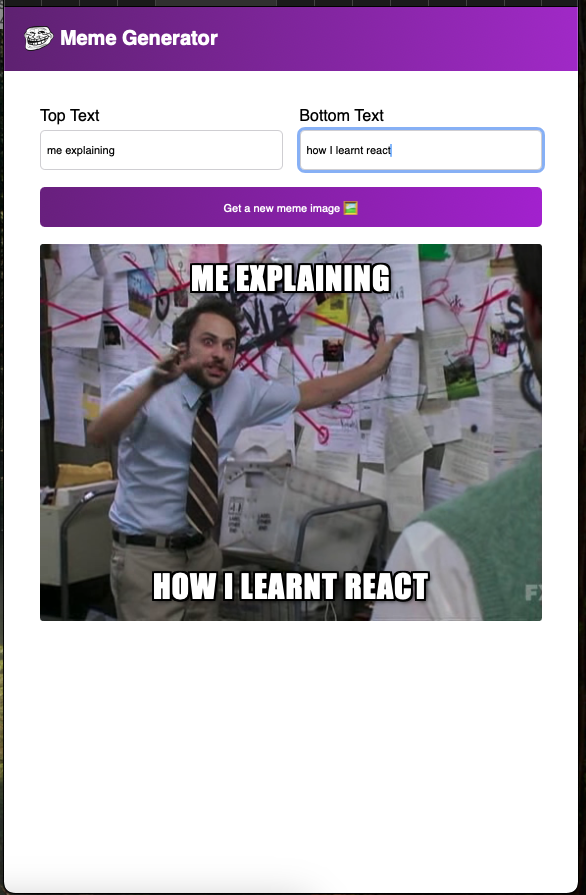 Meme Generator
Top Text
Bottom Text
me explaining
how I learnt react
Get a new meme image
ME EXPLAINING
HOW I LEARNT REACT
FX